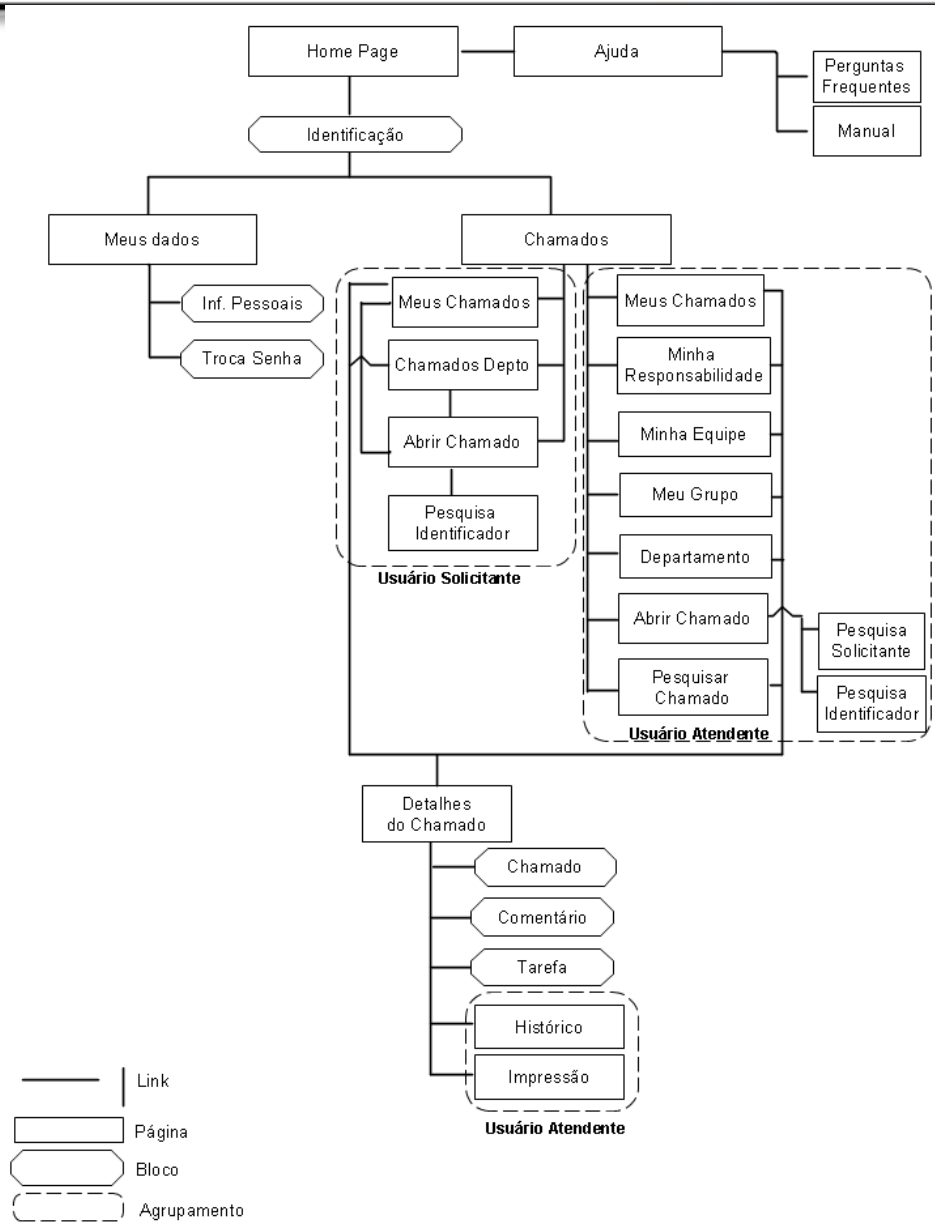 Home Page
Ajuda
Perguntas
Frequentes
Manual
Identificação
Meus dados
Chamados
Inf. Pessoais
Troca Senha
Meus Chamados
Chamados Depto
Abrir Chamado
Pesquisa
Identificador
Usuário Solicitante
Meus Chamados
Minha
Responsabilidade
Minha Equipe
Meu Grupo
Departamento
Abrir Chamado
Pesquisar
Chamado
Pesquisa
Solicitante
Pesquisa
Identificador
Usuário Atendente
Detalhes
do Chamado
Chamado
Comentário
Tarefa
Histórico
Impressão
Usuário Atendente
Link
Página
Bloco
Agrupamento